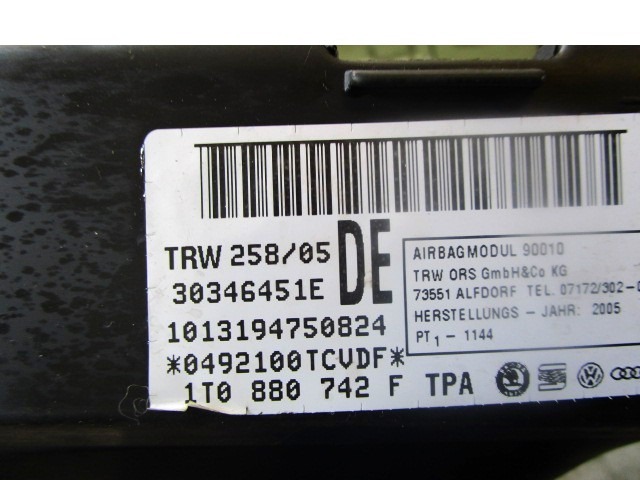 TRW 258/05 DE
30346451E
1013194750824
*0492100TCVDF*
1T0 880 742 F TPA
AIRBAGMODUL 90010
TRW ORS GmbH&Co KG
73551 ALFDORF TEL. 07172/302-
HERSTELLUNGS - JAHR: 2005
PT1 - 1144